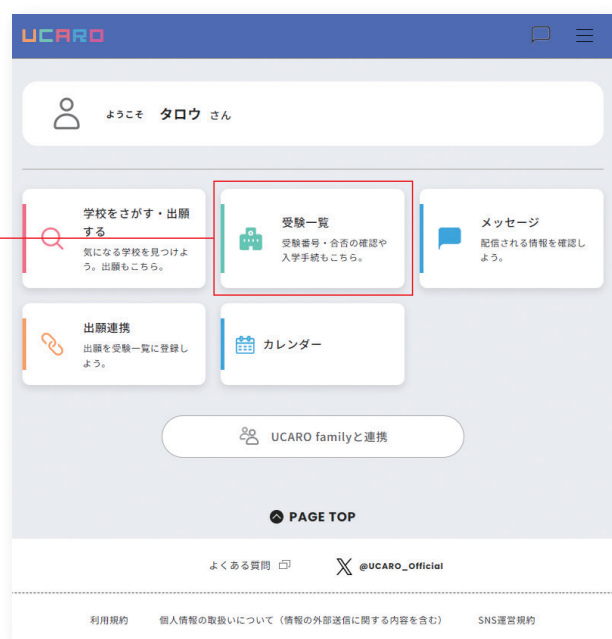 UCARO
ようこそ タロウ さん
学校をさがす・出願
する
気になる学校を見つけよ
う。出願もこちら。
受験一覧
受験番号・合否の確認や
入学手続もこちら。
メッセージ
配信される情報を確認し
よう。
出願連携
出願を受験一覧に登録し
よう。
カレンダー
UCARO familyと連携
PAGE TOP
よくある質問 @UCARO_Official
利用規約 個人情報の取扱いについて（情報の外部送信に関する内容を含む） SNS運営規約